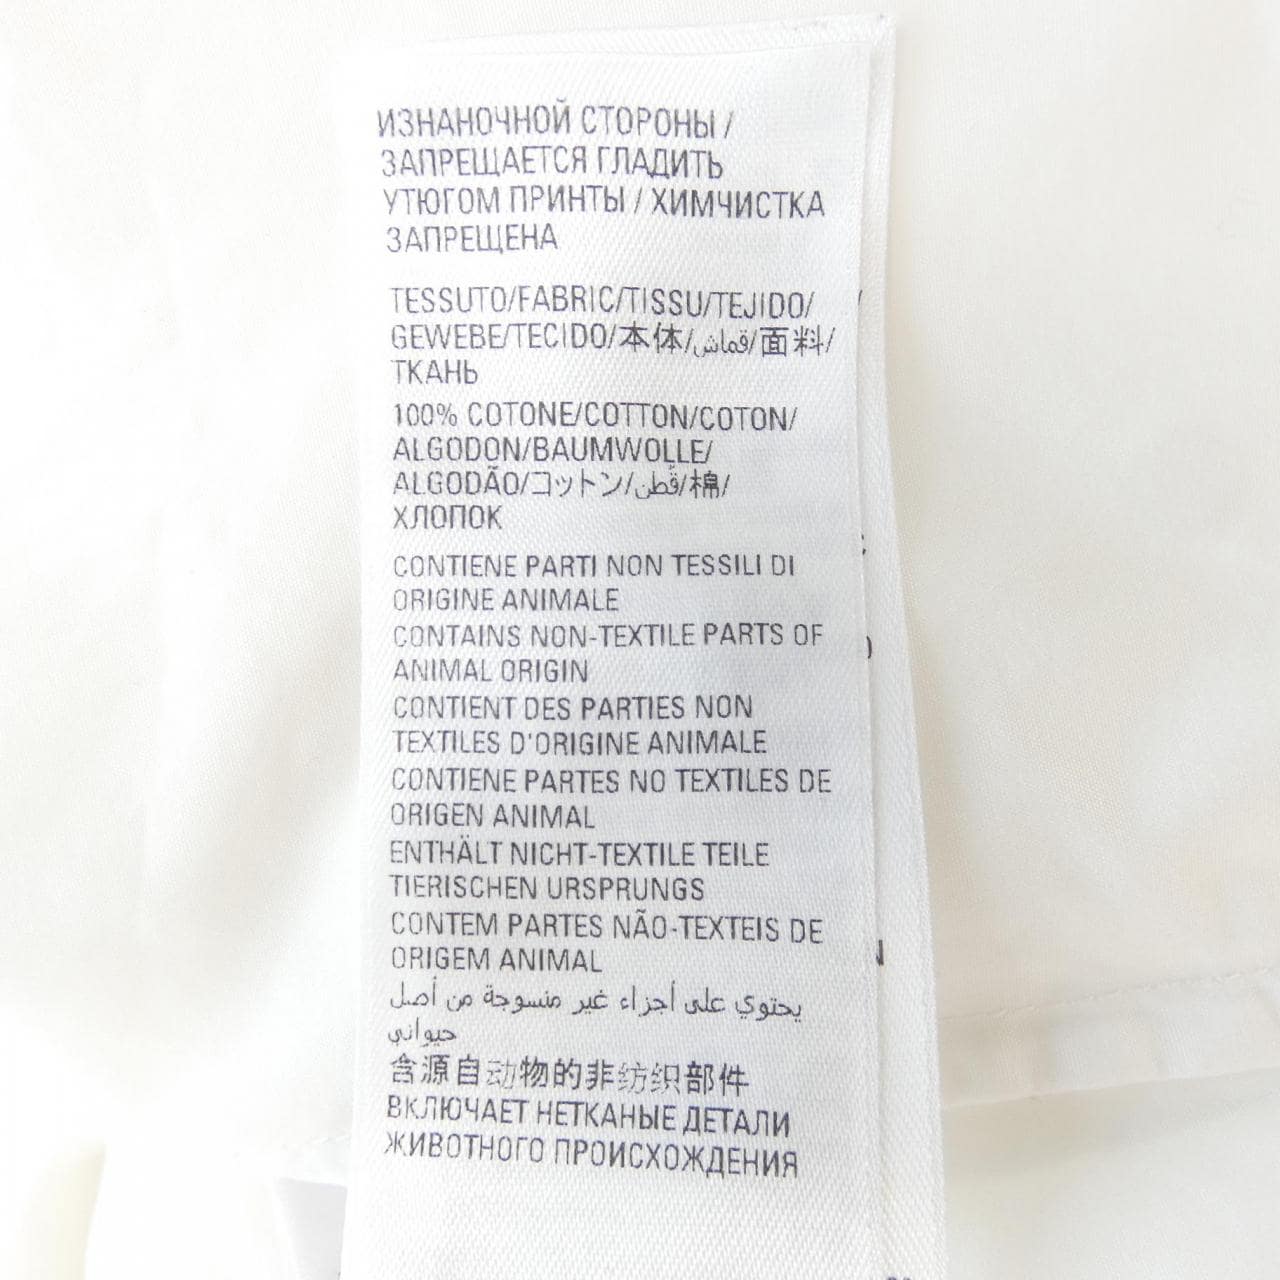 ИЗНАНОЧНОЙ СТОРОНЫ /
ЗАПРЕЩАЕТСЯ ГЛАДИТЬ
УТЮГОМ ПРИНТЫ / ХИМЧИСТКА
ЗАПРЕЩЕНА
TESSUTO/FABRIC/TISSU/TEJIDO/
GEWEBE/TECIDO/本体/قماش/面料/
ТКАНЬ
100% COTONE/COTTON/COTON/
ALGODON/BAUMWOLLE/
ALGODÃO/コットン/قُطن/棉/
ХЛОПОК
CONTIENE PARTI NON TESSILI DI
ORIGINE ANIMALE
CONTAINS NON-TEXTILE PARTS OF
ANIMAL ORIGIN
CONTIENT DES PARTIES NON
TEXTILES D'ORIGINE ANIMALE
CONTIENE PARTES NO TEXTILES DE
ORIGEN ANIMAL
ENTHÄLT NICHT-TEXTILE TEILE
TIERISCHEN URSPRUNGS
CONTEM PARTES NÃO-TEXTEIS DE
ORIGEM ANIMAL
يحتوي على أجزاء غير منسوجة من أصل
حيواني
含源自动物的非纺织部件
ВКЛЮЧАЕТ НЕТКАНЫЕ ДЕТАЛИ
ЖИВОТНОГО ПРОИСХОЖДЕНИЯ